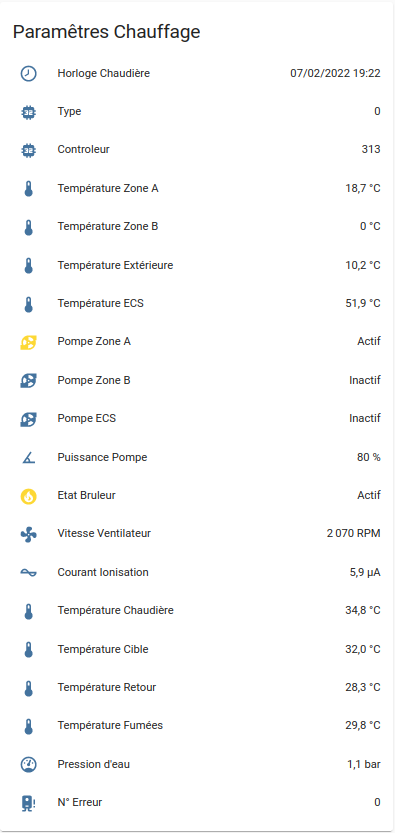 Paramêtres Chauffage
Horloge Chaudière 07/02/2022 19:22
Type 0
Controleur 313
Température Zone A 18,7 °C
Température Zone B 0 °C
Température Extérieure 10,2 °C
Température ECS 51,9 °C
Pompe Zone A Actif
Pompe Zone B Inactif
Pompe ECS Inactif
Puissance Pompe 80 %
Etat Bruleur Actif
Vitesse Ventilateur 2 070 RPM
Courant Ionisation 5,9 µA
Température Chaudière 34,8 °C
Température Cible 32,0 °C
Température Retour 28,3 °C
Température Fumées 29,8 °C
Pression d'eau 1,1 bar
N° Erreur 0